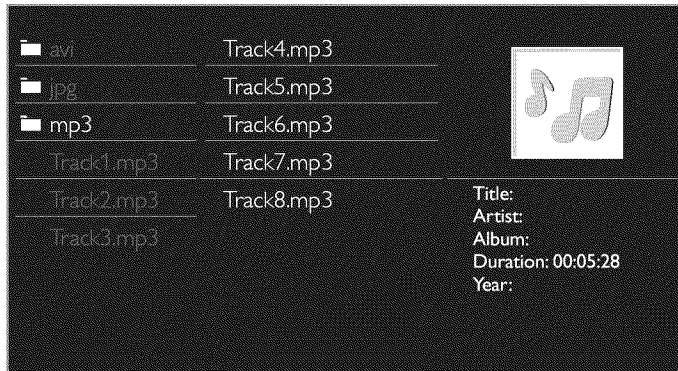 avi
jpg
mp3
Track1.mp3
Track2.mp3
Track3.mp3
Track4.mp3
Track5.mp3
Track6.mp3
Track7.mp3
Track8.mp3
Title:
Artist:
Album:
Duration: 00:05:28
Year: